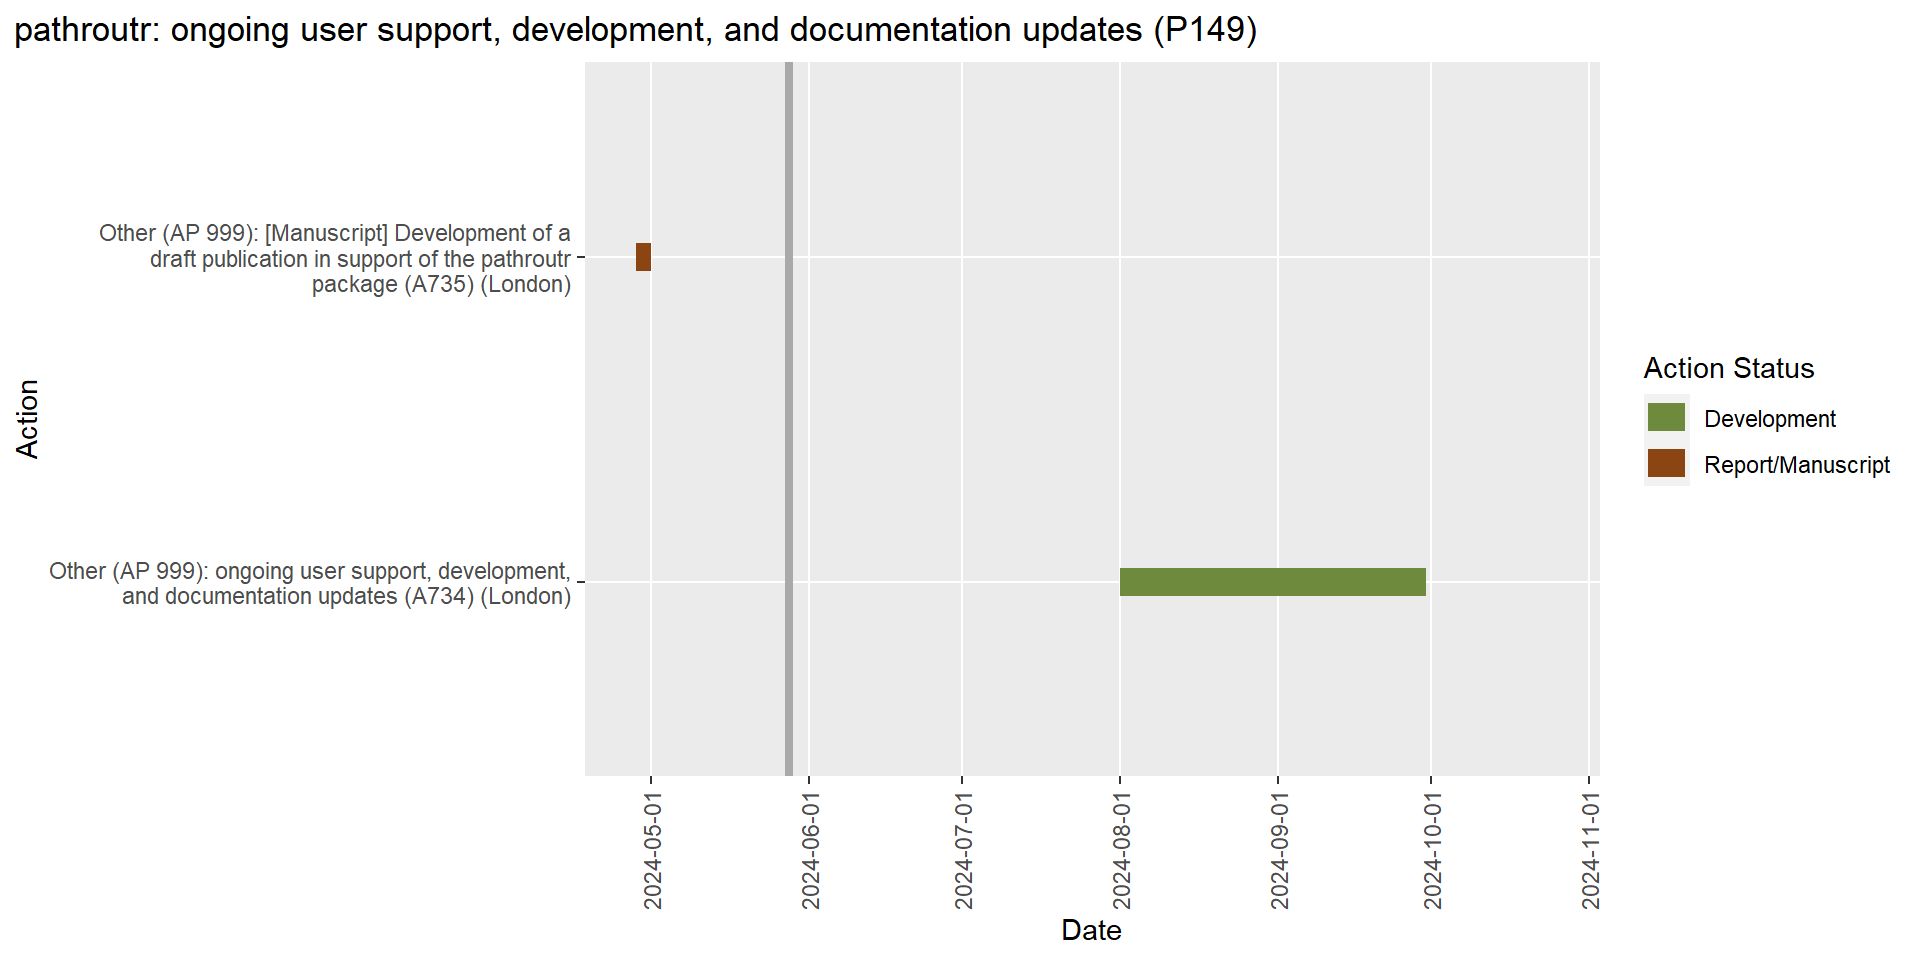 pathroutr: ongoing user support, development, and documentation updates (P149)
Other (AP 999): [Manuscript] Development of a
draft publication in support of the pathroutr
package (A735) (London)
Other (AP 999): ongoing user support, development,
and documentation updates (A734) (London)
Action
2024-05-01
2024-06-01
2024-07-01
2024-08-01
2024-09-01
2024-10-01
2024-11-01
Date
Action Status
Development
Report/Manuscript